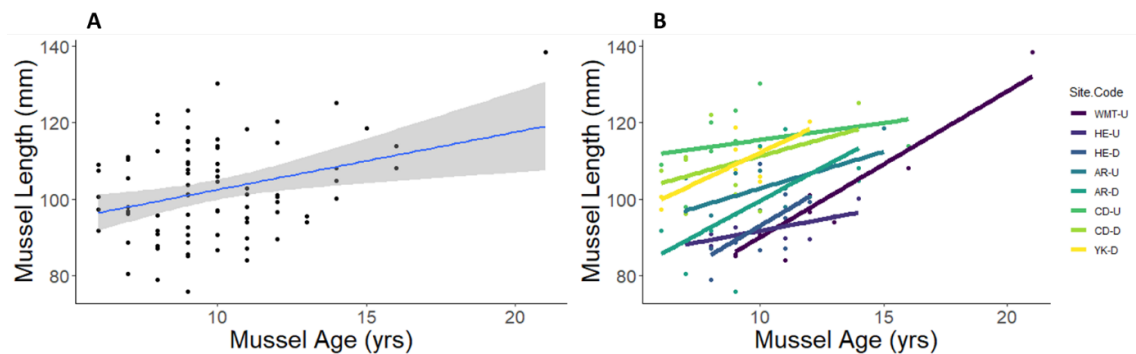 A
B
140
120
100
80
Mussel Length (mm)
10
15
20
Mussel Age (yrs)
140
120
100
80
Mussel Length (mm)
10
15
20
Mussel Age (yrs)
Site.Code
WMT-U
HE-U
HE-D
AR-U
AR-D
CD-U
CD-D
YK-D